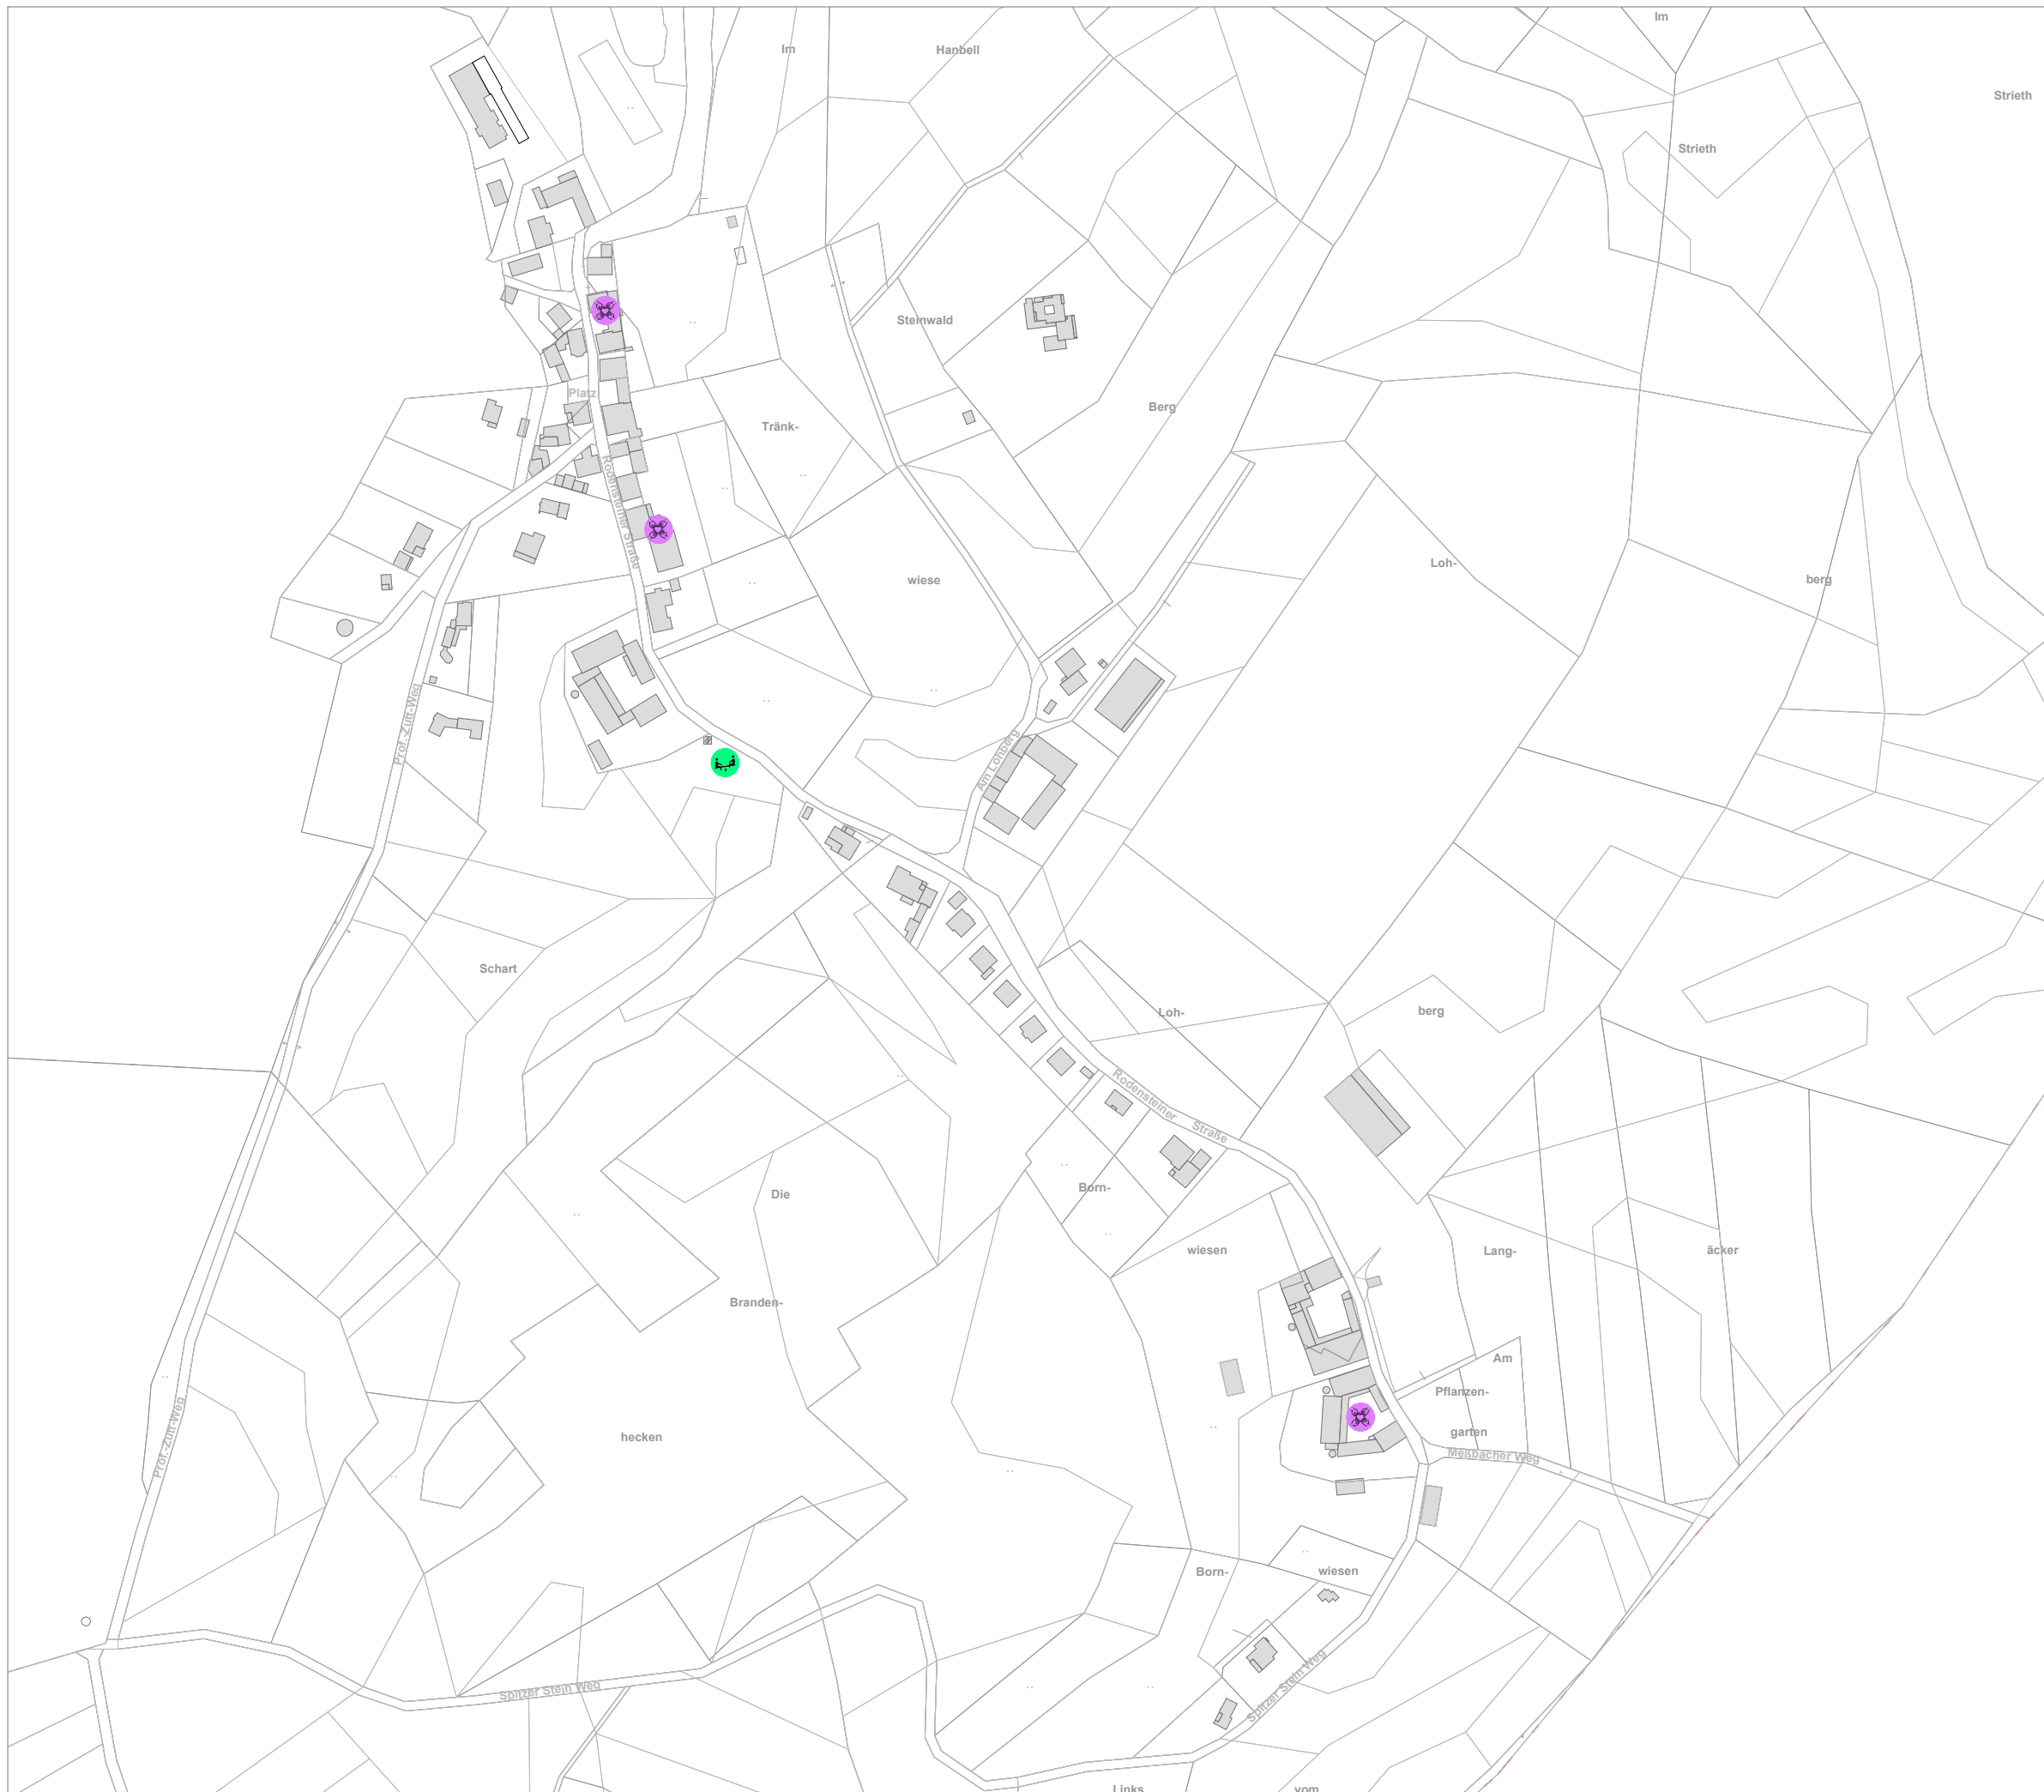 Im
Im
Hanbell
Strieth
Strieth
Steinwald
Platz
Berg
Tränk-
Rodensteiner Straße
Loh-
wiese
berg
Prof.-Zutt-Weg
Am Lohberg
Schart
Loh-
berg
Rodensteiner Straße
Born-
Die
wiesen
Lang-
äcker
Branden-
Am
Pflanzen-
garten
hecken
Meßbacher Weg
Prof.-Zutt-Weg
Born-
wiesen
Spitzer Stein Weg
Spitzer Stein Weg
Links
vom